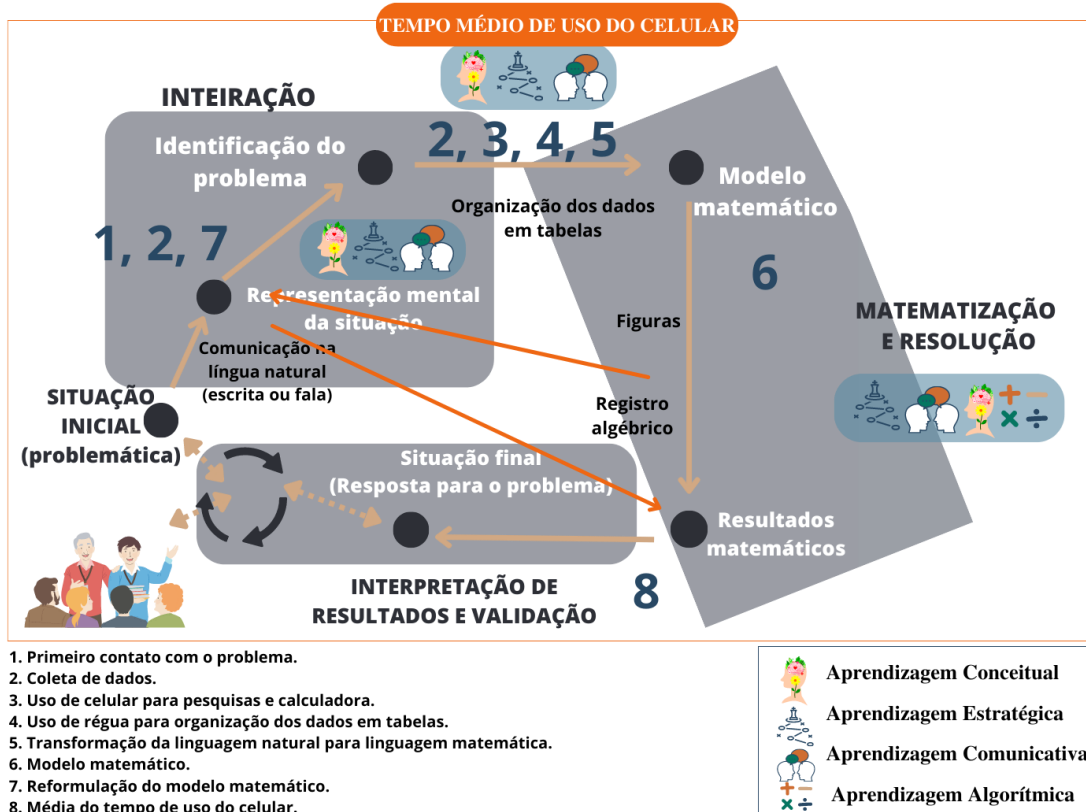 TEMPO MÉDIO DE USO DO CELULAR
INTEIRAÇÃO
Identificação do
problema
2, 3, 4, 5
Organização dos dados
em tabelas
Modelo
matemático
1, 2, 7
6
Representação mental
da situação
Comunicação na
língua natural
(escrita ou fala)
Figuras
MATEMATIZAÇÃO
E RESOLUÇÃO
Registro
algébrico
SITUAÇÃO
INICIAL
(problemática)
Situação final
(Resposta para o problema)
Resultados
matemáticos
INTERPRETAÇÃO DE
RESULTADOS E VALIDAÇÃO
8
1. Primeiro contato com o problema.
2. Coleta de dados.
3. Uso de celular para pesquisas e calculadora.
4. Uso de régua para organização dos dados em tabelas.
5. Transformação da linguagem natural para linguagem matemática.
6. Modelo matemático.
7. Reformulação do modelo matemático.
8. Média do tempo de uso do celular.
Aprendizagem Conceitual
Aprendizagem Estratégica
Aprendizagem Comunicativa
Aprendizagem Algorítmica